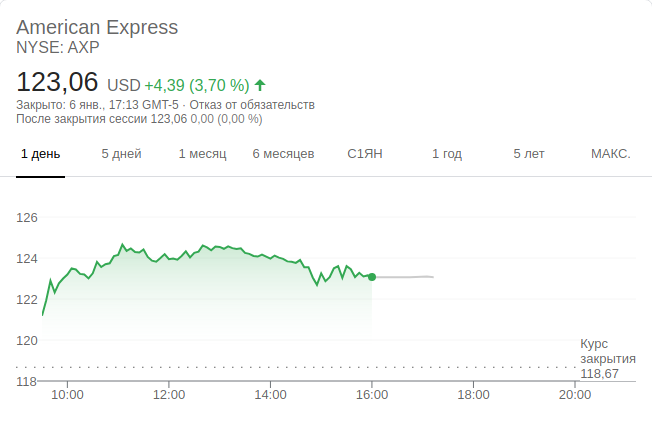 American Express
NYSE: AXP
123,06 USD +4,39 (3,70 %)
Закрыто: 6 янв., 17:13 GMT-5 · Отказ от обязательств
После закрытия сессии 123,06 0,00 (0,00 %)
1 день 5 дней 1 месяц 6 месяцев С1ЯН 1 год 5 лет МАКС.
126
124
122
120
Курс
закрытия
118,67
118
10:00 12:00 14:00 16:00 18:00 20:00